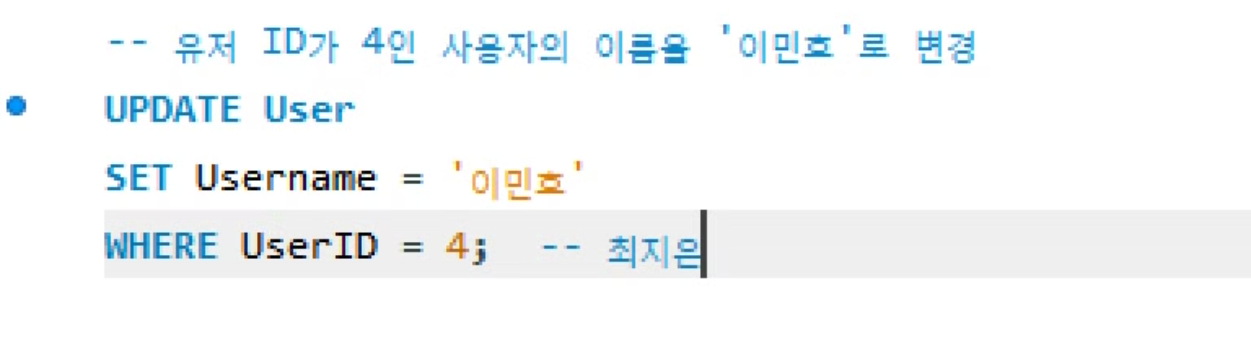 -- 유저 ID가 4인 사용자의 이름을 '이민호'로 변경
UPDATE User
SET Username = '이민호'
WHERE UserID = 4;  -- 최지은